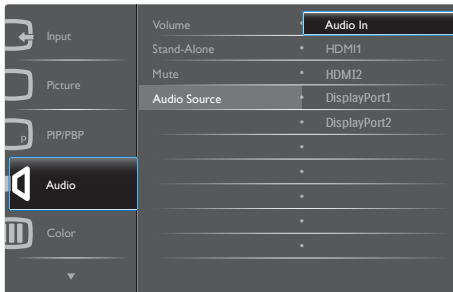 Input
Picture
P
PIP/PBP
Audio
Color
Volume
Stand-Alone
Mute
Audio Source
Audio In
HDMI1
HDMI2
DisplayPort1
DisplayPort2